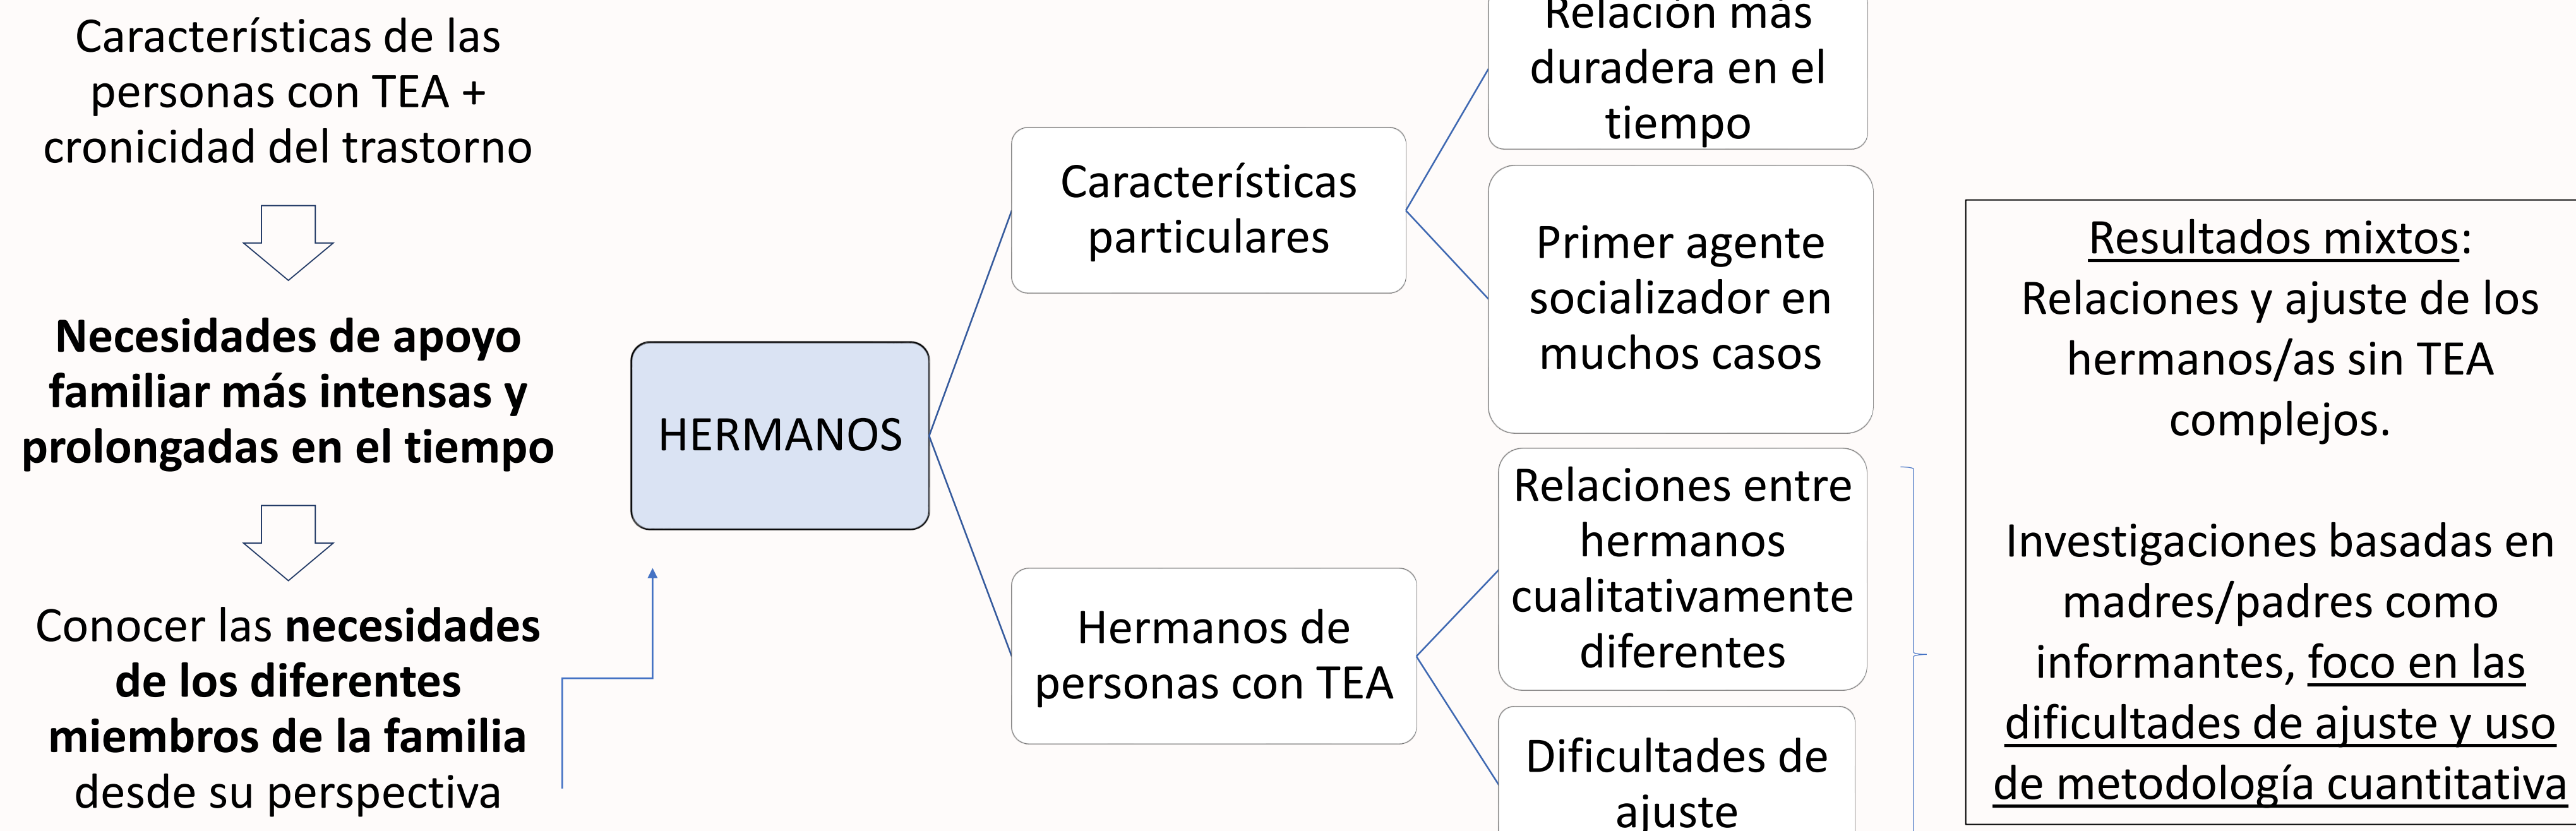 Características de las
personas con TEA +
cronicidad del trastorno
Necesidades de apoyo
familiar más intensas y
prolongadas en el tiempo
Conocer las necesidades
de los diferentes
miembros de la familia
desde su perspectiva
HERMANOS
Características
particulares
Relación más
duradera en el
tiempo
Primer agente
socializador en
muchos casos
Hermanos de
personas con TEA
Relaciones entre
hermanos
cualitativamente
diferentes
Dificultades de
ajuste
Resultados mixtos:
Relaciones y ajuste de los
hermanos/as sin TEA
complejos.
Investigaciones basadas en
madres/padres como
informantes, foco en las
dificultades de ajuste y uso
de metodología cuantitativa